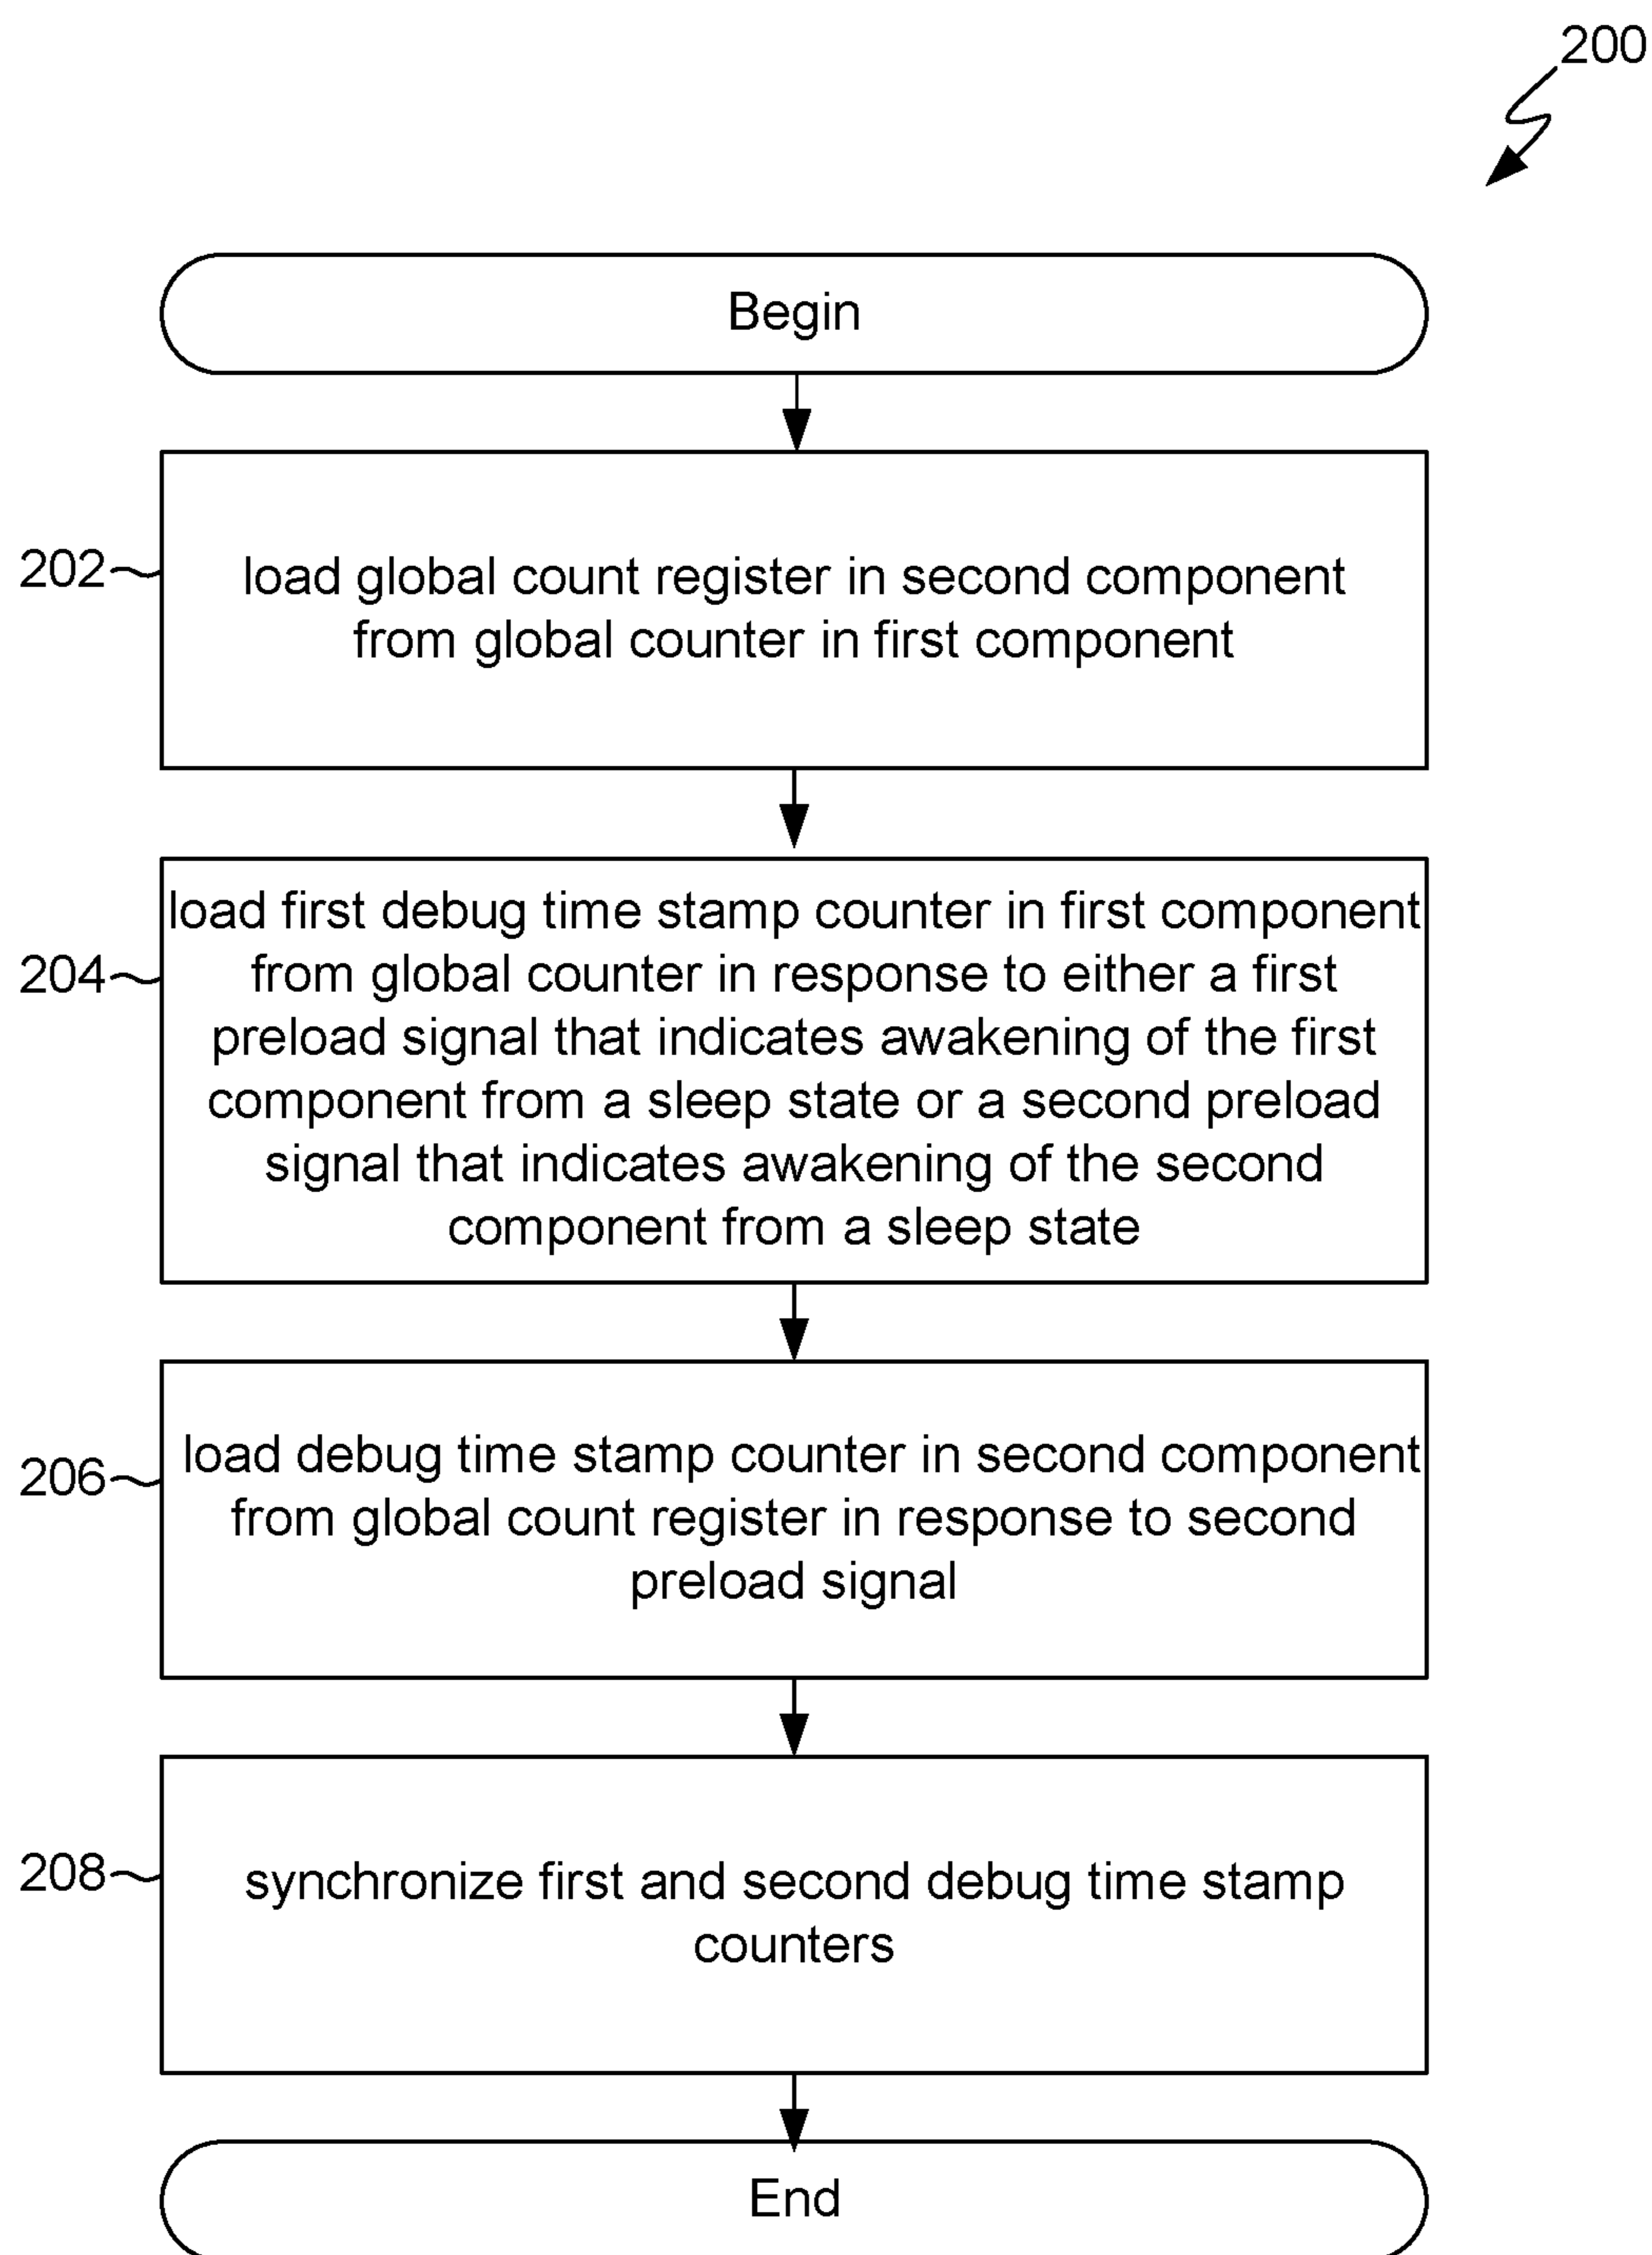 200
Begin
202
load global count register in second component
from global counter in first component
204
load first debug time stamp counter in first component
from global counter in response to either a first
preload signal that indicates awakening of the first
component from a sleep state or a second preload
signal that indicates awakening of the second
component from a sleep state
206
load debug time stamp counter in second component
from global count register in response to second
preload signal
208
synchronize first and second debug time stamp
counters
End